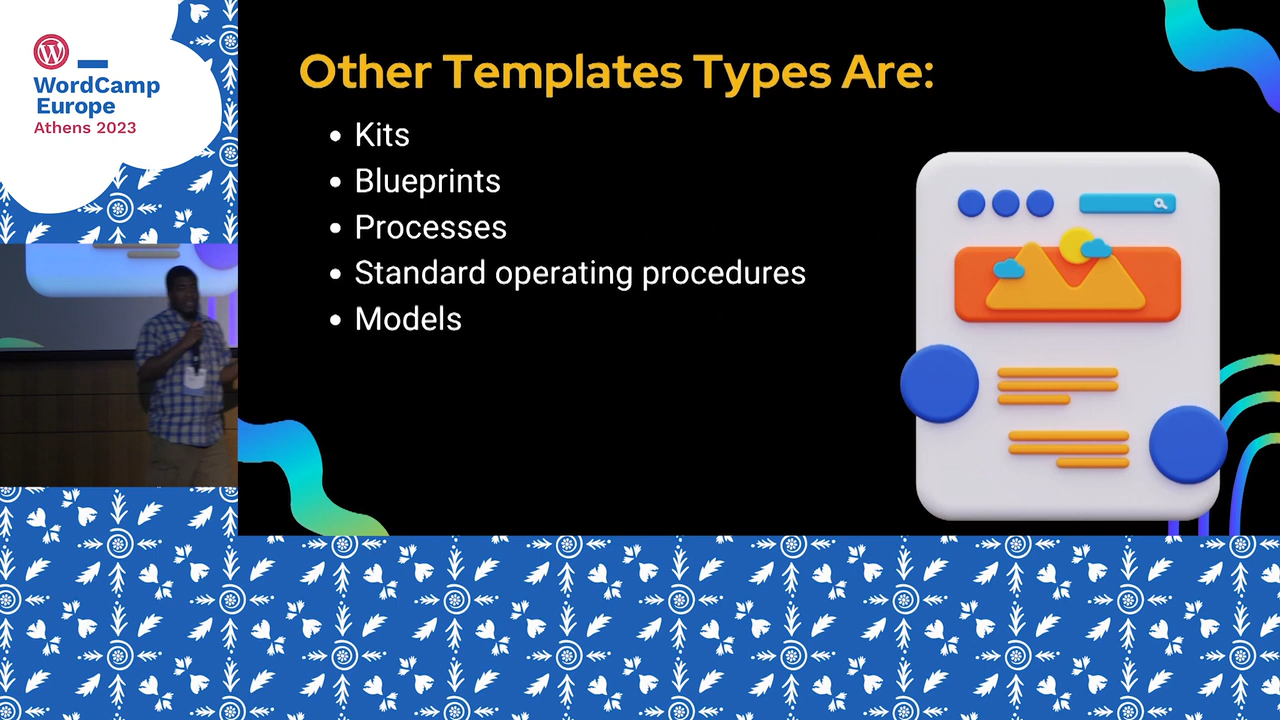 WordCamp
Europe
Athens 2023
Other Templates Types Are:
Kits
Blueprints
Processes
Standard operating procedures
Models